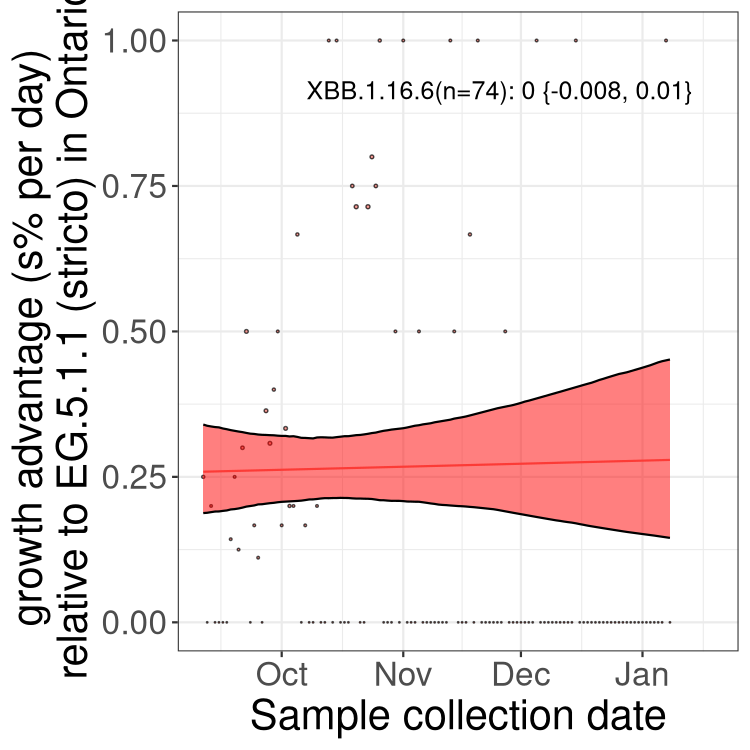 growth advantage (s% per day)
relative to EG.5.1.1 (stricto) in Ontario
1.00
0.75
0.50
0.25
0.00
XBB.1.16.6(n=74): 0 {-0.008, 0.01}
Oct Nov Dec Jan
Sample collection date